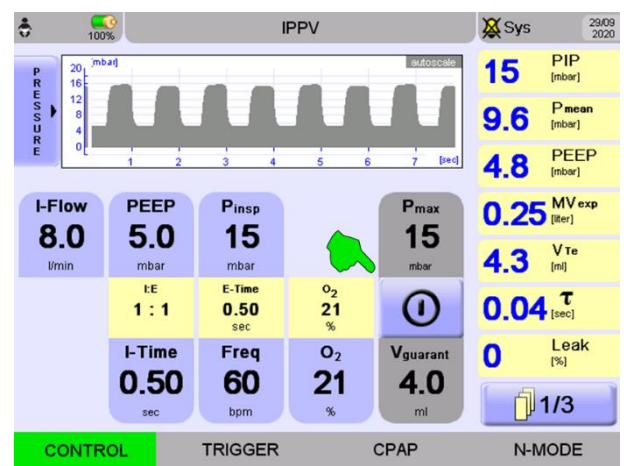 100%
IPPV
Sys
29/09
2020
PRESSURE
[mbar]
autoscale
20
16
12
8
4
0
1 2 3 4 5 6 7 [sec]
15 PIP [mbar]
9.6 Pmean [mbar]
4.8 PEEP [mbar]
0.25 MVexp [liter]
4.3 VTe [ml]
0.04 τ [sec]
0 Leak [%]
1/3
I-Flow PEEP Pinsp Pmax
8.0 5.0 15 15
l/min mbar mbar mbar
I:E E-Time O2
1 : 1 0.50 21
sec %
I-Time Freq O2 Vguarant
0.50 60 21 4.0
sec bpm % ml
CONTROL TRIGGER CPAP N-MODE